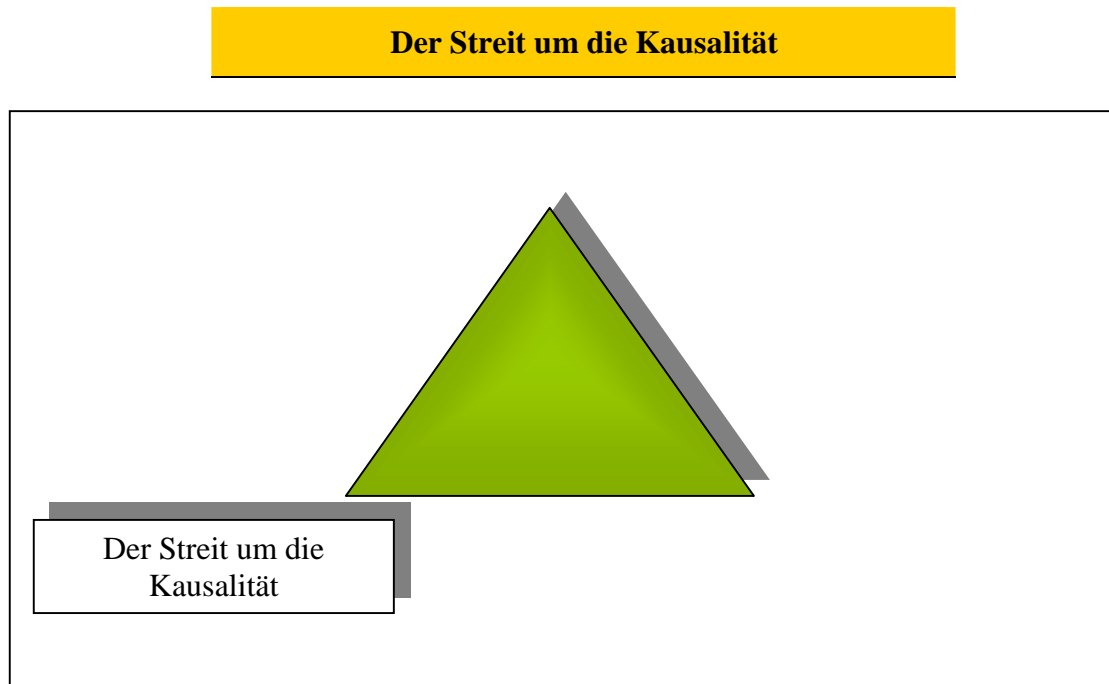 Der Streit um die Kausalität
Der Streit um die
Kausalität